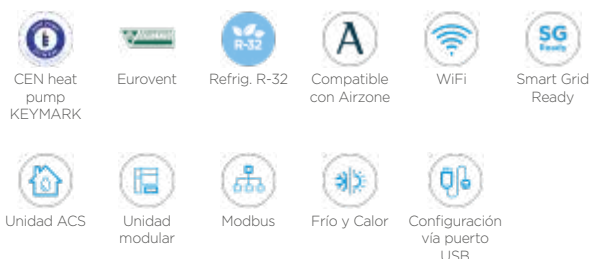 R-32
A
SG
Ready
CEN heat
pump
KEYMARK
Eurovent
Refrig. R-32
Compatible
con Airzone
WiFi
Smart Grid
Ready
Unidad ACS
Unidad
modular
Modbus
Frío y Calor
Configuración
vía puerto
USB